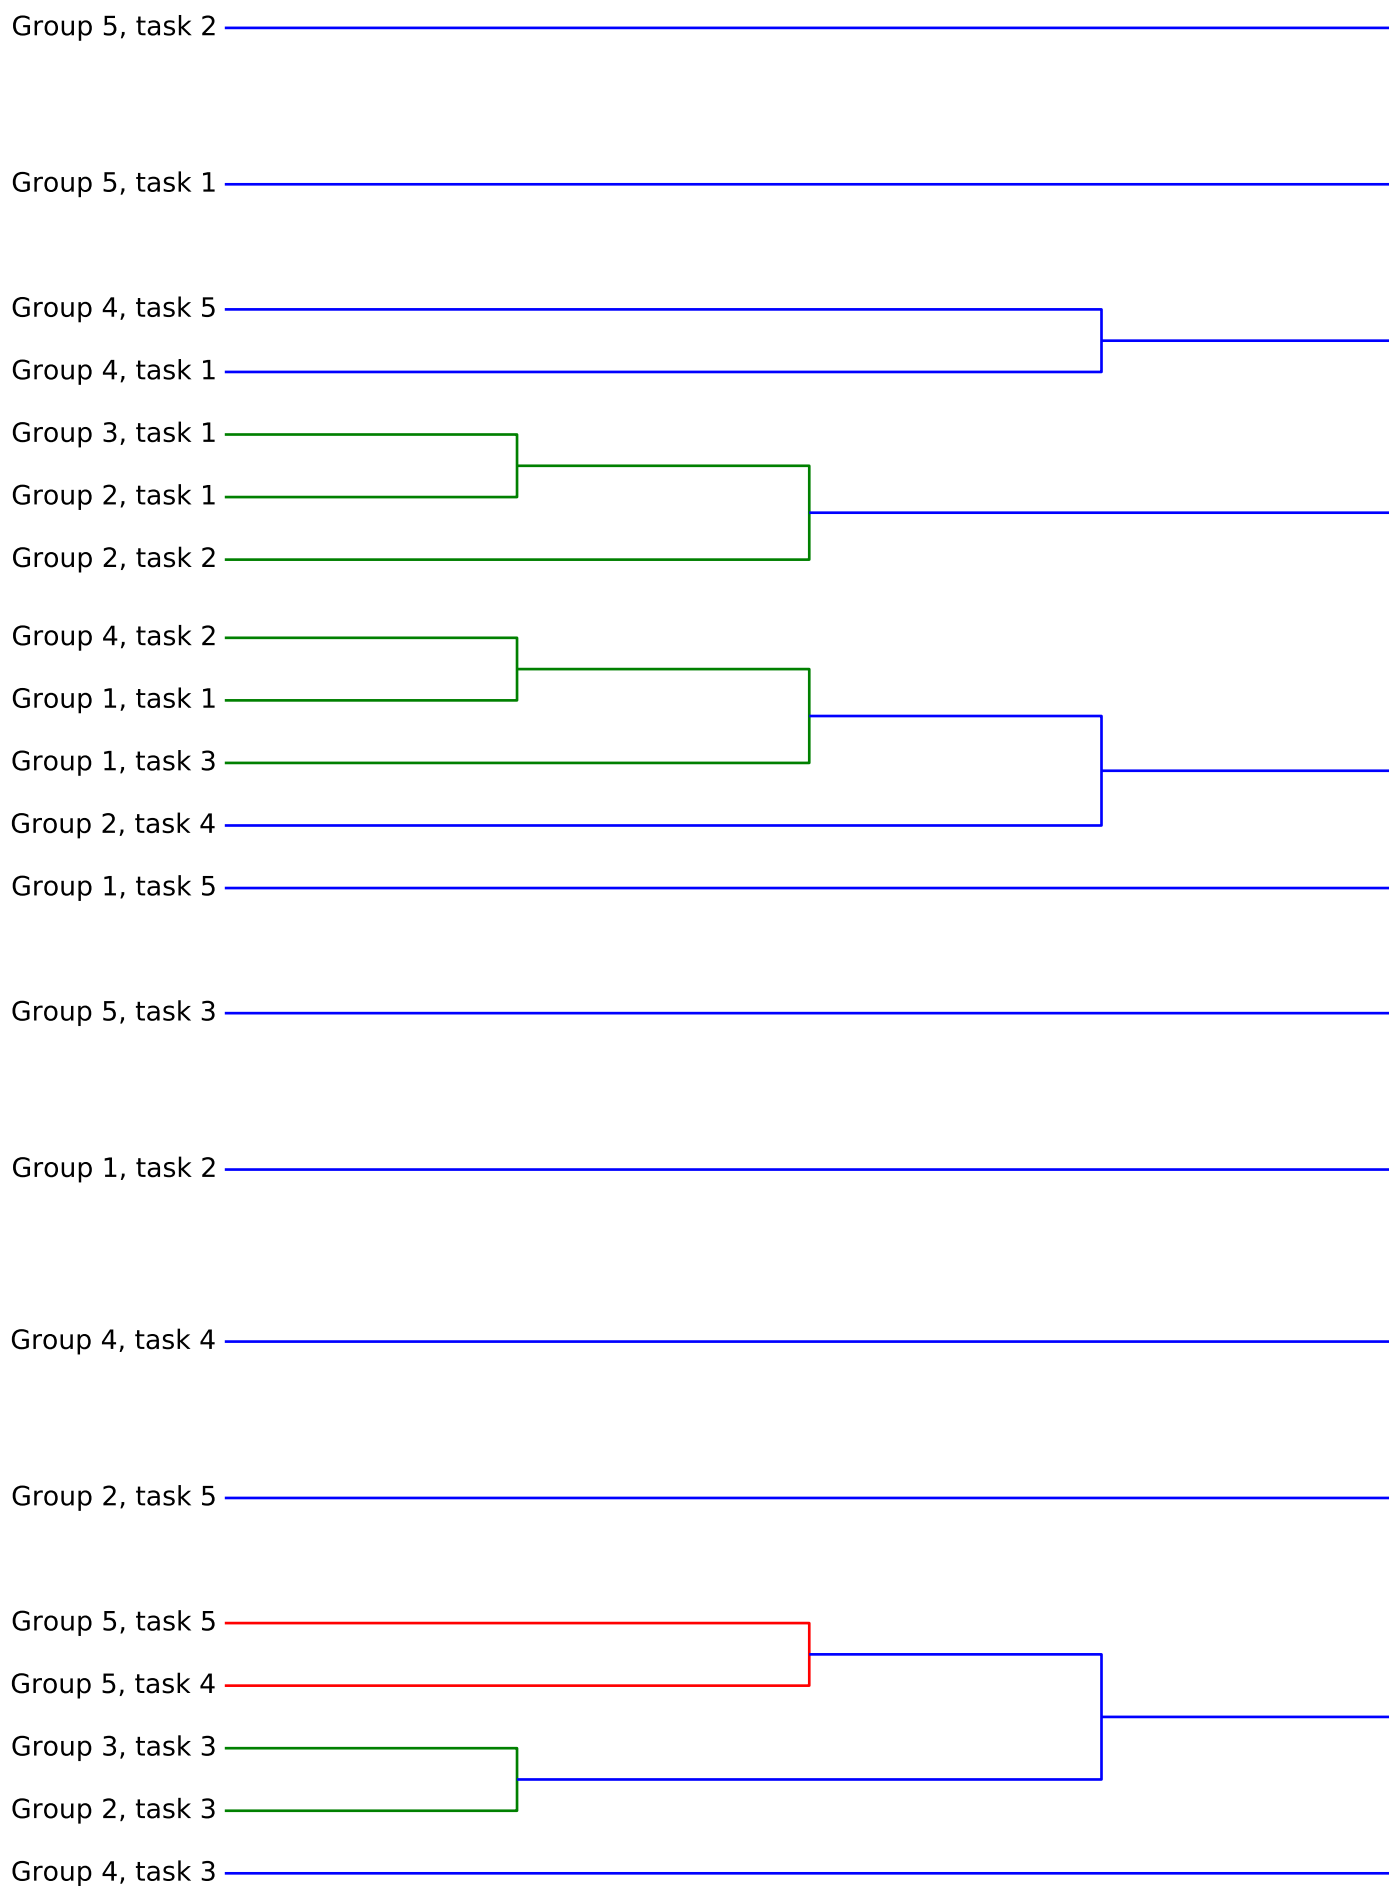 Group 5, task 2
Group 5, task 1
Group 4, task 5
Group 4, task 1
Group 3, task 1
Group 2, task 1
Group 2, task 2
Group 4, task 2
Group 1, task 1
Group 1, task 3
Group 2, task 4
Group 1, task 5
Group 5, task 3
Group 1, task 2
Group 4, task 4
Group 2, task 5
Group 5, task 5
Group 5, task 4
Group 3, task 3
Group 2, task 3
Group 4, task 3